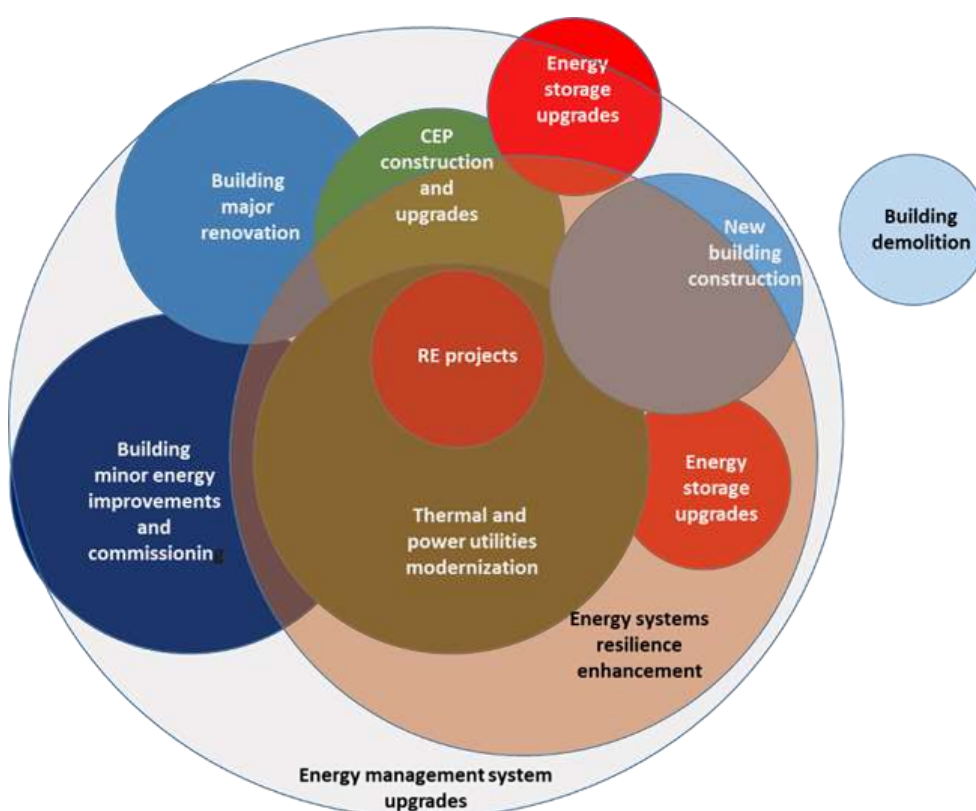 Energy
storage
upgrades
CEP
construction
and
upgrades
Building
major
renovation
New
building
construction
Building
demolition
RE projects
Building
minor energy
improvements
and
commissionin
Energy
storage
upgrades
Thermal and
power utilities
modernization
Energy systems
resilience
enhancement
Energy management system
upgrades